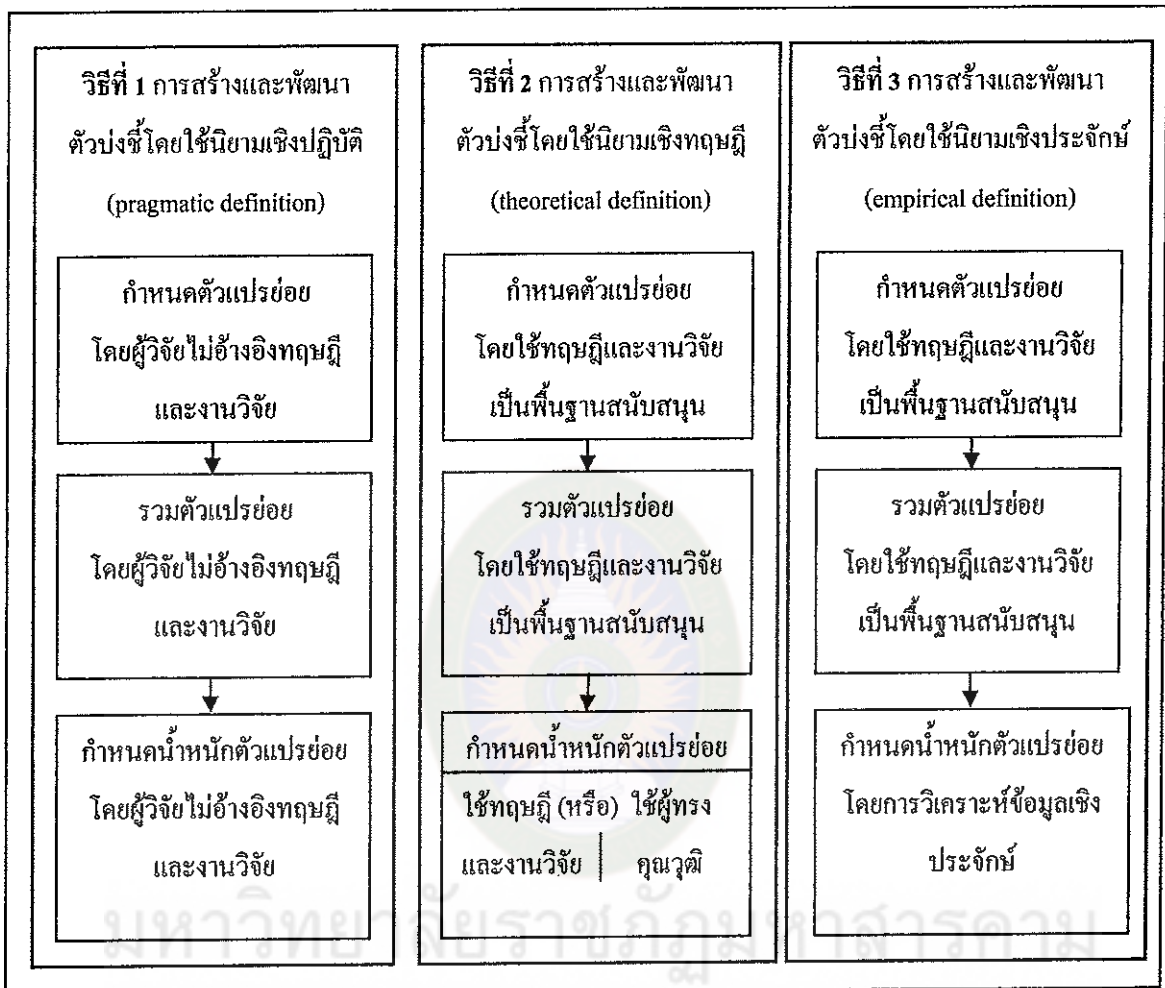 วิธีที่ 1 การสร้างและพัฒนา
ตัวบ่งชี้โดยใช้นิยามเชิงปฏิบัติ
(pragmatic definition)
กำหนดตัวแปรย่อย
โดยผู้วิจัยไม่อ้างอิงทฤษฎี
และงานวิจัย
รวมตัวแปรย่อย
โดยผู้วิจัยไม่อ้างอิงทฤษฎี
และงานวิจัย
กำหนดน้ำหนักตัวแปรย่อย
โดยผู้วิจัยไม่อ้างอิงทฤษฎี
และงานวิจัย
วิธีที่ 2 การสร้างและพัฒนา
ตัวบ่งชี้โดยใช้นิยามเชิงทฤษฎี
(theoretical definition)
กำหนดตัวแปรย่อย
โดยใช้ทฤษฎีและงานวิจัย
เป็นพื้นฐานสนับสนุน
รวมตัวแปรย่อย
โดยใช้ทฤษฎีและงานวิจัย
เป็นพื้นฐานสนับสนุน
กำหนดน้ำหนักตัวแปรย่อย
ใช้ทฤษฎี (หรือ) ใช้ผู้ทรง
และงานวิจัย คุณวุฒิ
วิธีที่ 3 การสร้างและพัฒนา
ตัวบ่งชี้โดยใช้นิยามเชิงประจักษ์
(empirical definition)
กำหนดตัวแปรย่อย
โดยใช้ทฤษฎีและงานวิจัย
เป็นพื้นฐานสนับสนุน
รวมตัวแปรย่อย
โดยใช้ทฤษฎีและงานวิจัย
เป็นพื้นฐานสนับสนุน
กำหนดน้ำหนักตัวแปรย่อย
โดยการวิเคราะห์ข้อมูลเชิง
ประจักษ์
มหาวิทยาลัยราชภัฏมหาสารคาม